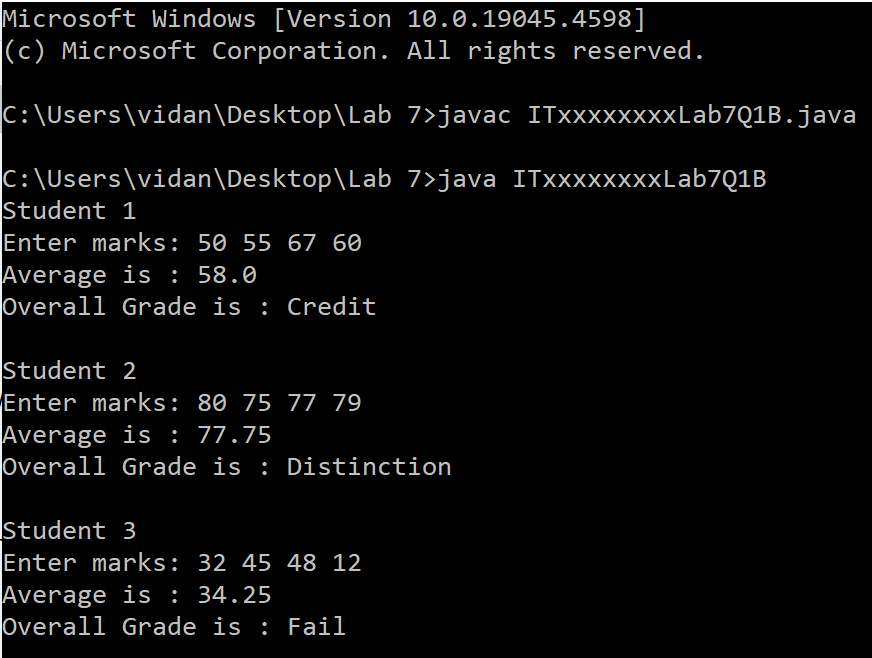 Microsoft Windows [Version 10.0.19045.4598]
(c) Microsoft Corporation. All rights reserved.
C:\Users\vidan\Desktop\Lab 7>javac ITxxxxxxxxLab7Q1B.java
C:\Users\vidan\Desktop\Lab 7>java ITxxxxxxxxLab7Q1B
Student 1
Enter marks: 50 55 67 60
Average is : 58.0
Overall Grade is : Credit
Student 2
Enter marks: 80 75 77 79
Average is : 77.75
Overall Grade is : Distinction
Student 3
Enter marks: 32 45 48 12
Average is : 34.25
Overall Grade is : Fail